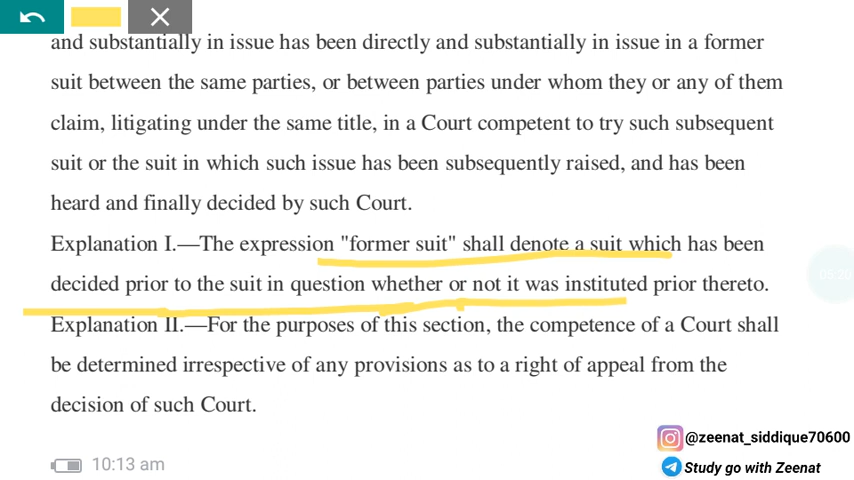 and substantially in issue has been directly and substantially in issue in a former
suit between the same parties, or between parties under whom they or any of them
claim, litigating under the same title, in a Court competent to try such subsequent
suit or the suit in which such issue has been subsequently raised, and has been
heard and finally decided by such Court.
Explanation I.—The expression "former suit" shall denote a suit which has been
decided prior to the suit in question whether or not it was instituted prior thereto.
Explanation II.—For the purposes of this section, the competence of a Court shall
be determined irrespective of any provisions as to a right of appeal from the
decision of such Court.
05:20
@zeenat_siddique70600
Study go with Zeenat
10:13 am